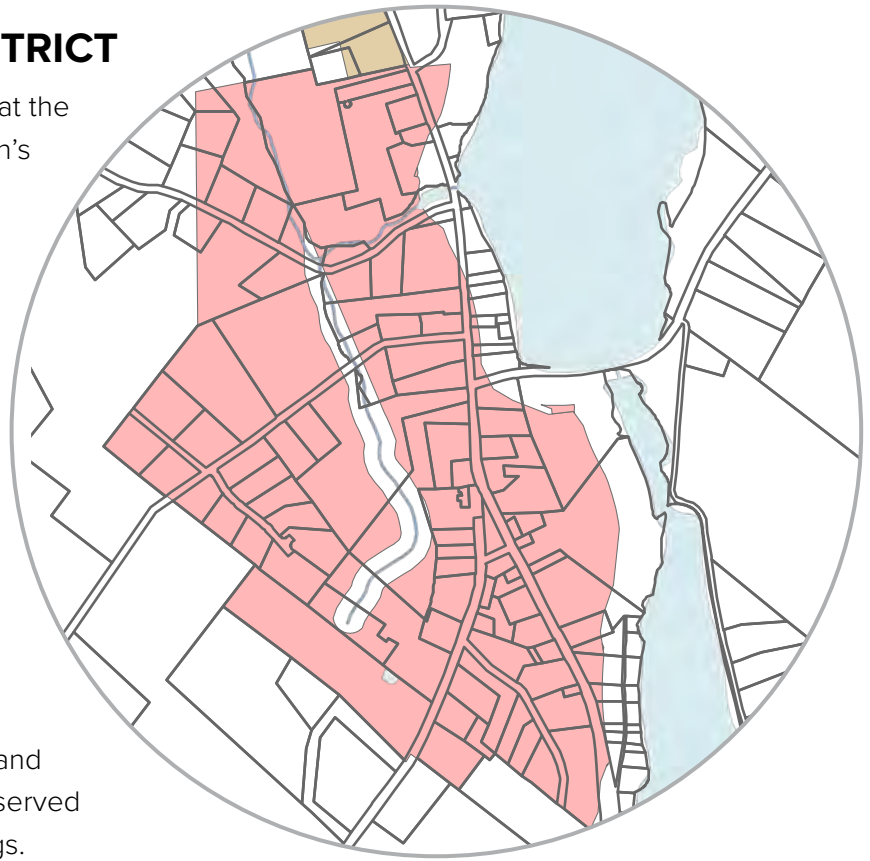 TRICT
at the
n's
and
served
gs.